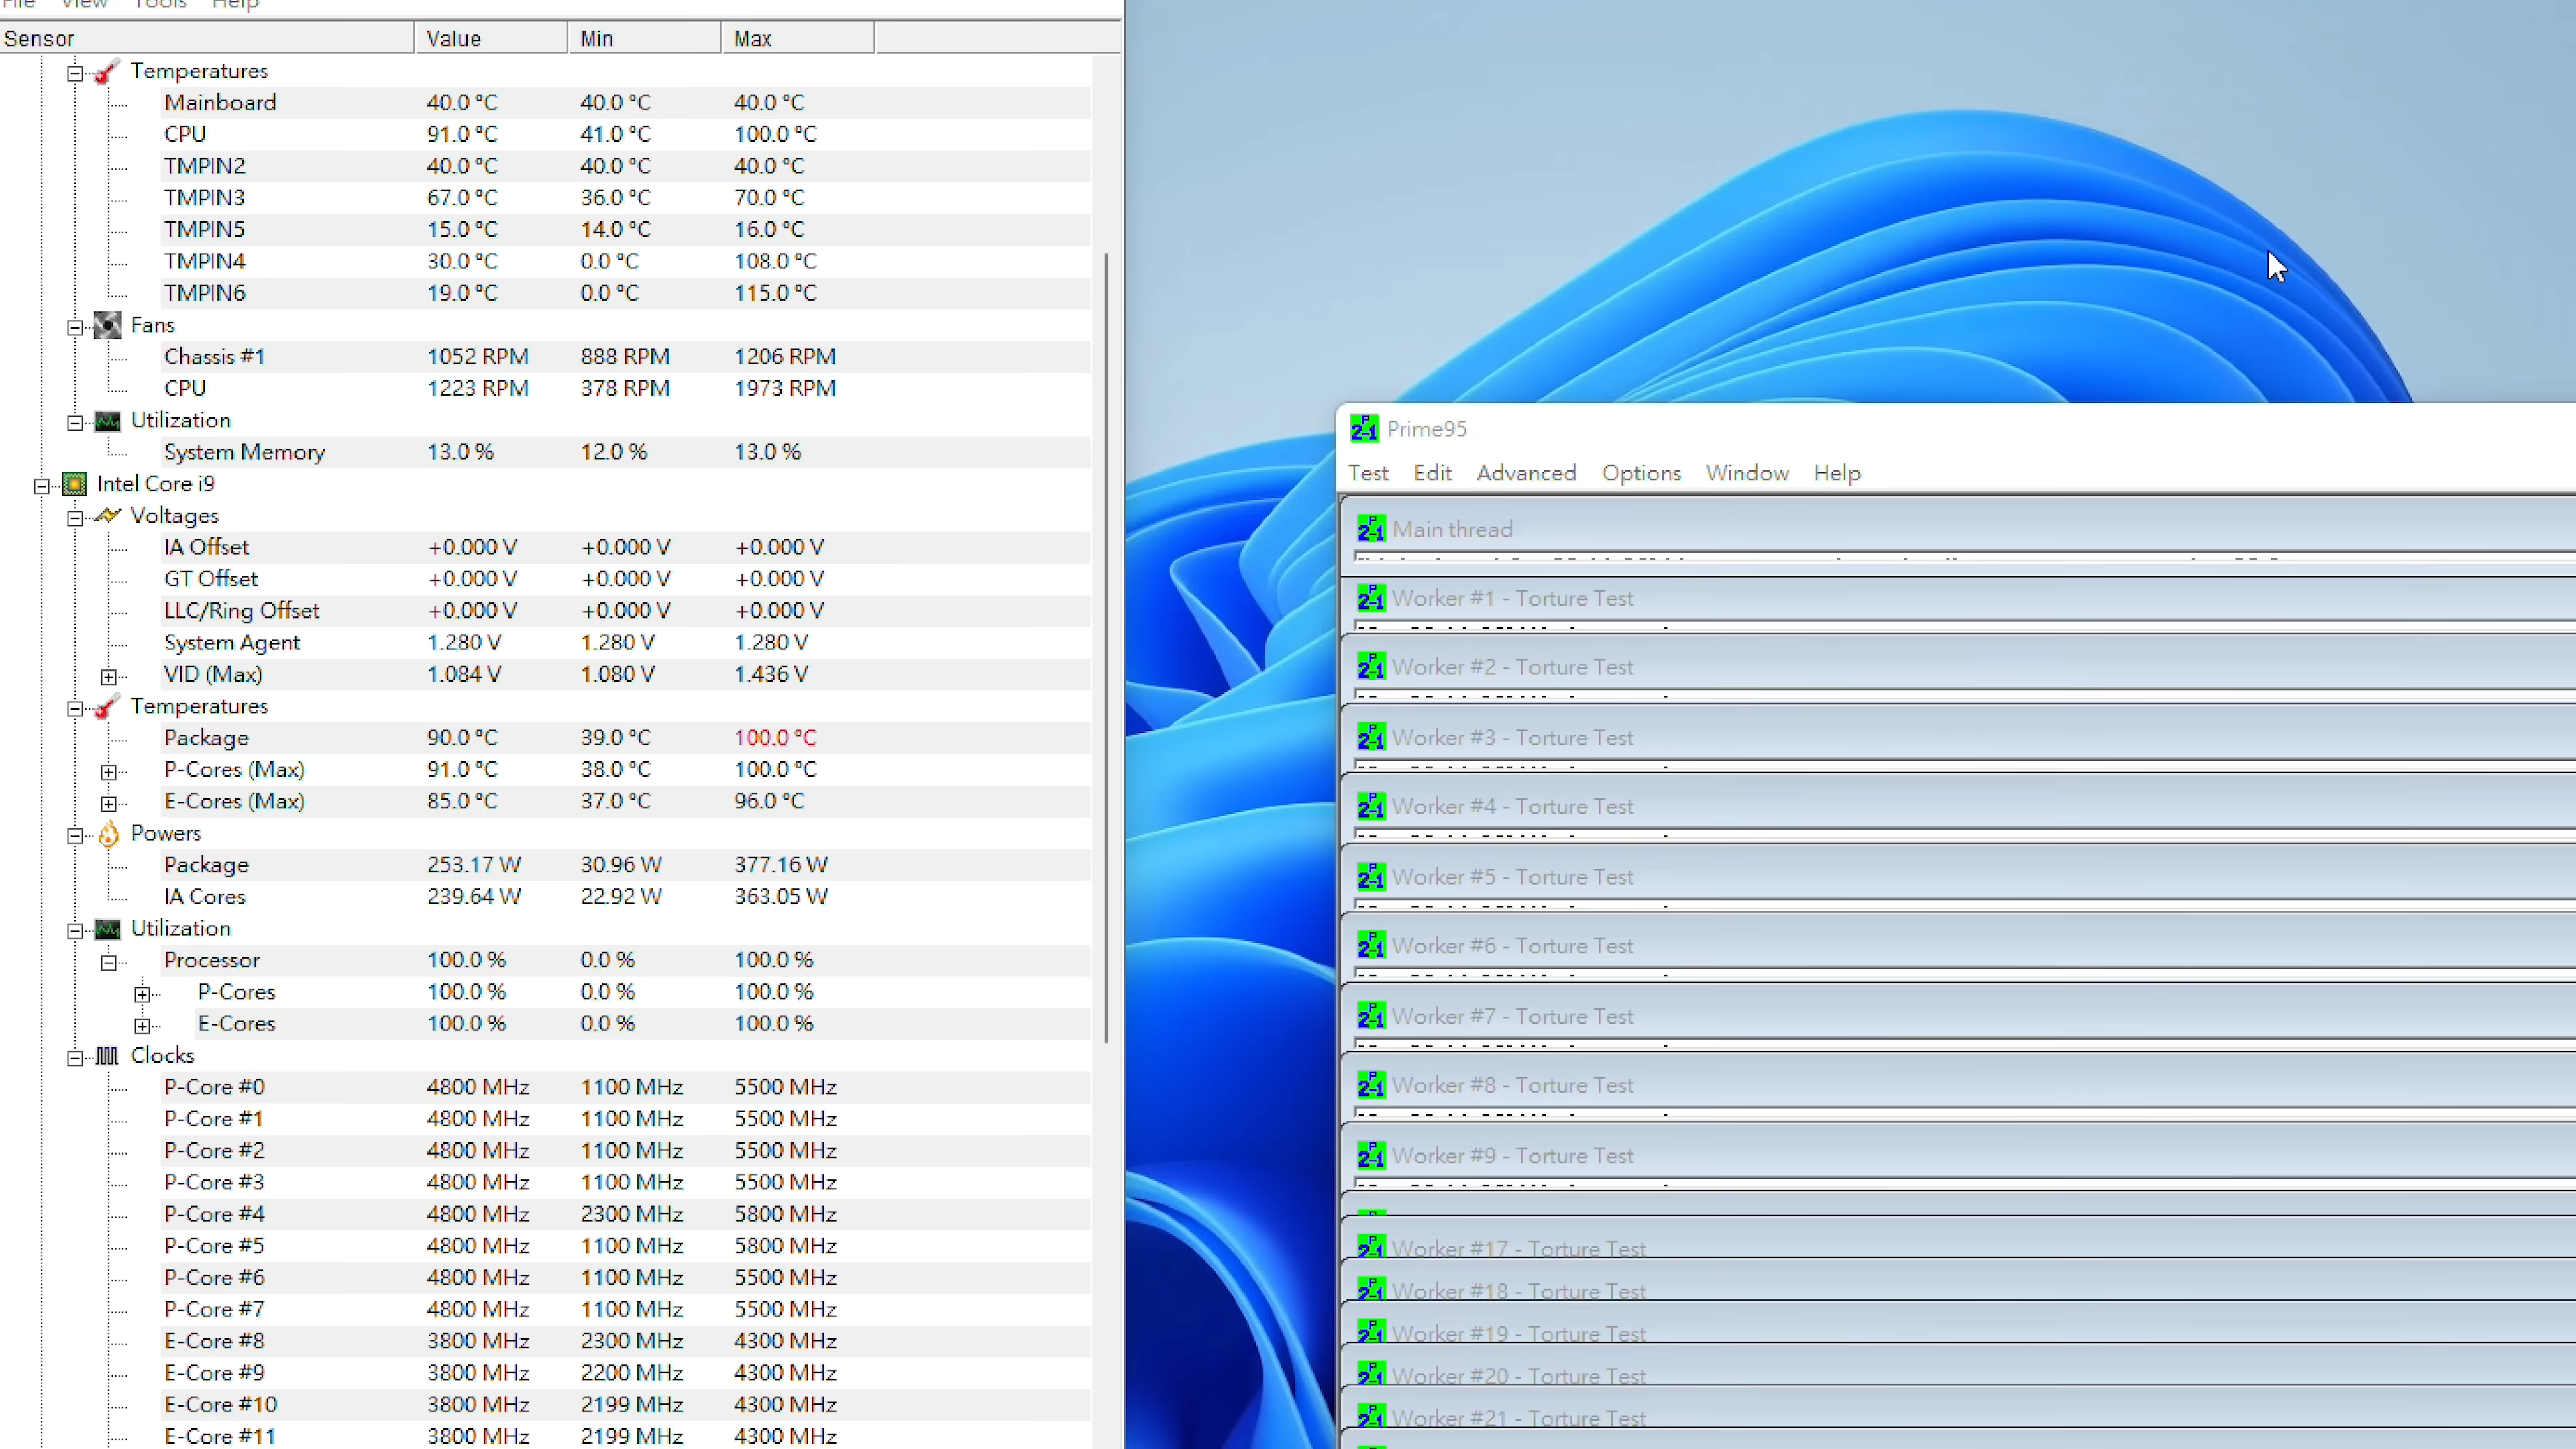 File View Tools Help
Sensor Value Min Max
Temperatures
Mainboard 40.0 °C 40.0 °C 40.0 °C
CPU 91.0 °C 41.0 °C 100.0 °C
TMPIN2 40.0 °C 40.0 °C 40.0 °C
TMPIN3 67.0 °C 36.0 °C 70.0 °C
TMPIN5 15.0 °C 14.0 °C 16.0 °C
TMPIN4 30.0 °C 0.0 °C 108.0 °C
TMPIN6 19.0 °C 0.0 °C 115.0 °C
Fans
Chassis #1 1052 RPM 888 RPM 1206 RPM
CPU 1223 RPM 378 RPM 1973 RPM
Utilization
System Memory 13.0 % 12.0 % 13.0 %
Intel Core i9
Voltages
IA Offset +0.000 V +0.000 V +0.000 V
GT Offset +0.000 V +0.000 V +0.000 V
LLC/Ring Offset +0.000 V +0.000 V +0.000 V
System Agent 1.280 V 1.280 V 1.280 V
VID (Max) 1.084 V 1.080 V 1.436 V
Temperatures
Package 90.0 °C 39.0 °C 100.0 °C
P-Cores (Max) 91.0 °C 38.0 °C 100.0 °C
E-Cores (Max) 85.0 °C 37.0 °C 96.0 °C
Powers
Package 253.17 W 30.96 W 377.16 W
IA Cores 239.64 W 22.92 W 363.05 W
Utilization
Processor 100.0 % 0.0 % 100.0 %
P-Cores 100.0 % 0.0 % 100.0 %
E-Cores 100.0 % 0.0 % 100.0 %
Clocks
P-Core #0 4800 MHz 1100 MHz 5500 MHz
P-Core #1 4800 MHz 1100 MHz 5500 MHz
P-Core #2 4800 MHz 1100 MHz 5500 MHz
P-Core #3 4800 MHz 1100 MHz 5500 MHz
P-Core #4 4800 MHz 2300 MHz 5800 MHz
P-Core #5 4800 MHz 1100 MHz 5800 MHz
P-Core #6 4800 MHz 1100 MHz 5500 MHz
P-Core #7 4800 MHz 1100 MHz 5500 MHz
E-Core #8 3800 MHz 2300 MHz 4300 MHz
E-Core #9 3800 MHz 2200 MHz 4300 MHz
E-Core #10 3800 MHz 2199 MHz 4300 MHz
E-Core #11 3800 MHz 2199 MHz 4300 MHz
Prime95
Test Edit Advanced Options Window Help
Main thread
Worker #1 - Torture Test
Worker #2 - Torture Test
Worker #3 - Torture Test
Worker #4 - Torture Test
Worker #5 - Torture Test
Worker #6 - Torture Test
Worker #7 - Torture Test
Worker #8 - Torture Test
Worker #9 - Torture Test
Worker #17 - Torture Test
Worker #18 - Torture Test
Worker #19 - Torture Test
Worker #20 - Torture Test
Worker #21 - Torture Test